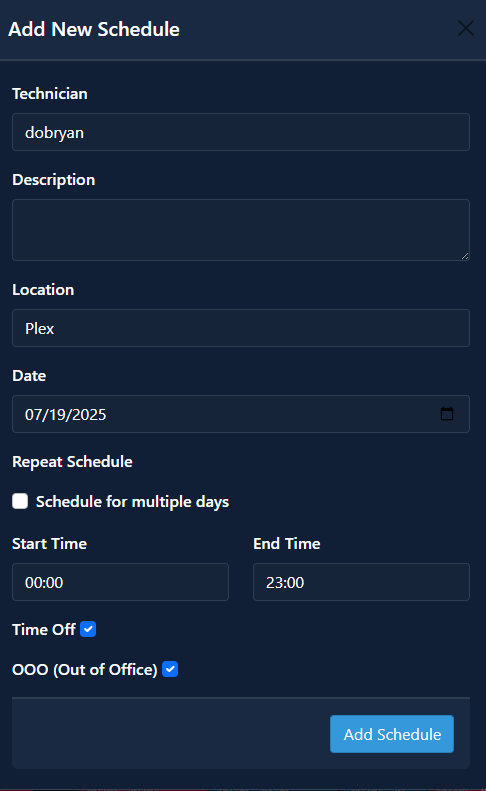 Add New Schedule
Technician
dobryan
Description
Location
Plex
Date
07/19/2025
Repeat Schedule
Schedule for multiple days
Start Time End Time
00:00 23:00
Time Off
OOO (Out of Office)
Add Schedule